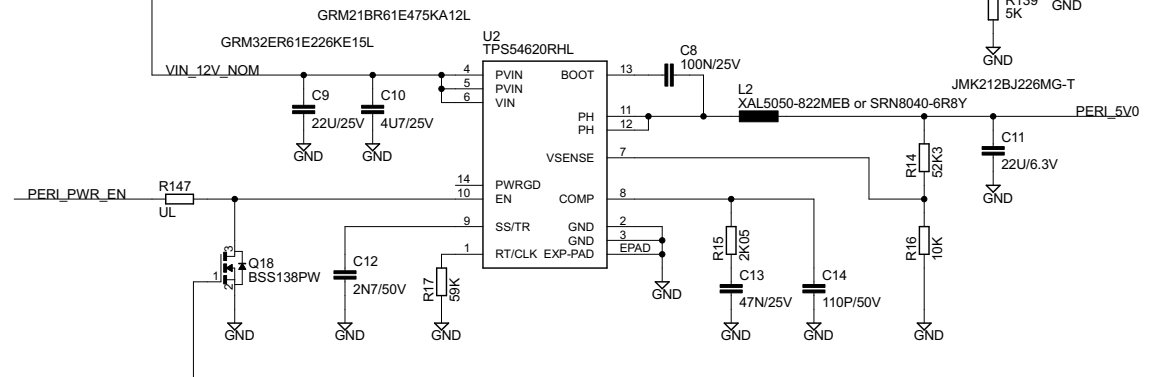 R139
5K
GND
GND
GRM21BR61E475KA12L
GRM32ER61E226KE15L
U2
TPS54620RHL
VIN_12V_NOM
4 PVIN
5 PVIN
6 VIN
C9
22U/25V
GND
C10
4U7/25V
GND
BOOT 13
C8
100N/25V
PH 11
PH 12
L2
XAL5050-822MEB or SRN8040-6R8Y
JMK212BJ226MG-T
PERI_5V0
VSENSE 7
R14
52K3
C11
22U/6.3V
GND
PERI_PWR_EN
R147
UL
14 PWRGD
10 EN
COMP 8
9 SS/TR
GND 2
GND 3
1 RT/CLK
EXP-PAD EPAD
GND
Q18
BSS138PW
1
2
3
GND
C12
2N7/50V
GND
R17
59K
GND
R15
2K05
C13
47N/25V
GND
C14
110P/50V
GND
R16
10K
GND